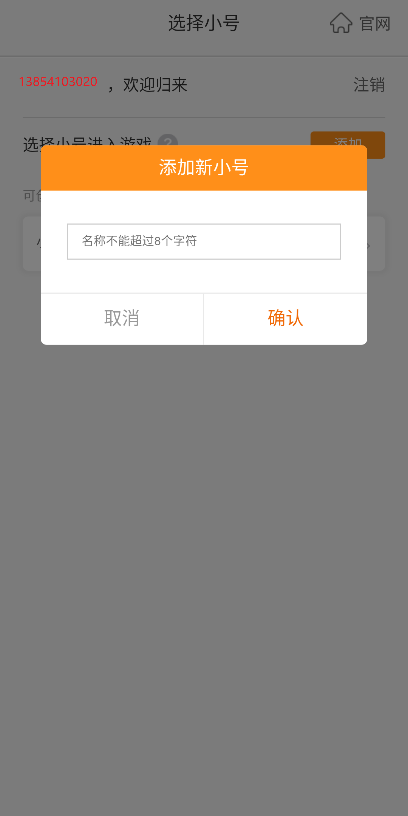 选择小号
官网
13854103020，欢迎归来
注销
选择小号进入游戏 ?
添加
添加新小号
名称不能超过8个字符
取消
确认